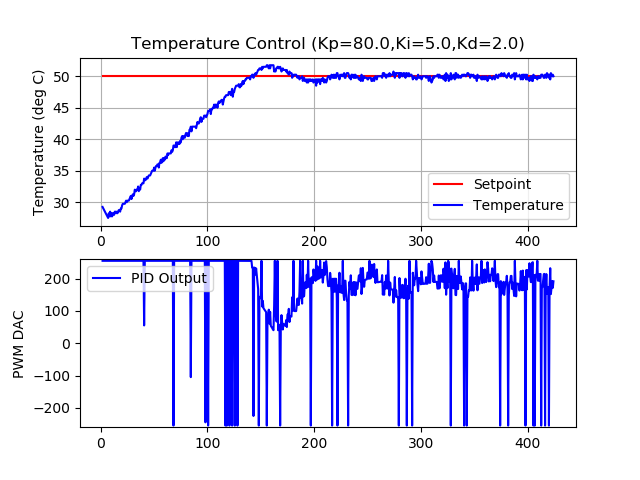 Temperature Control (Kp=80.0,Ki=5.0,Kd=2.0)
Temperature (deg C)
50
45
40
35
30
Setpoint
Temperature
0 100 200 300 400
PWM DAC
200
100
0
−100
−200
PID Output
0 100 200 300 400